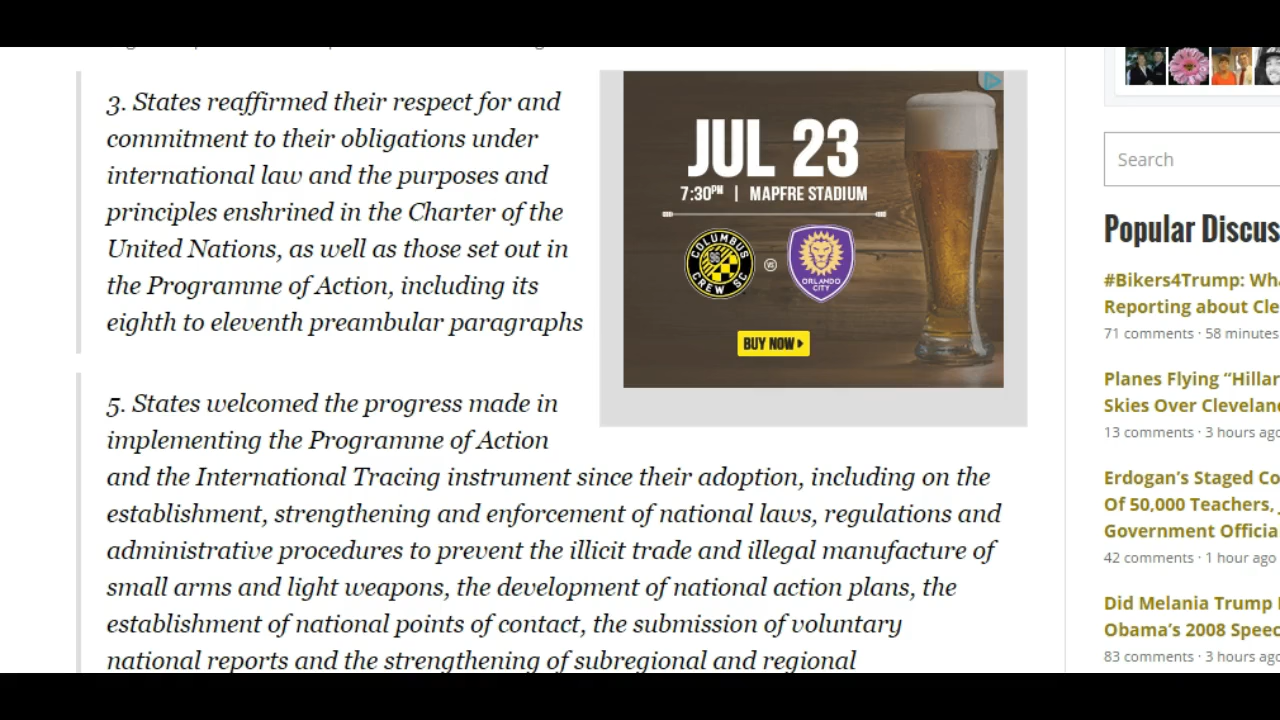 3. States reaffirmed their respect for and
commitment to their obligations under
international law and the purposes and
principles enshrined in the Charter of the
United Nations, as well as those set out in
the Programme of Action, including its
eighth to eleventh preambular paragraphs
5. States welcomed the progress made in
implementing the Programme of Action
and the International Tracing instrument since their adoption, including on the
establishment, strengthening and enforcement of national laws, regulations and
administrative procedures to prevent the illicit trade and illegal manufacture of
small arms and light weapons, the development of national action plans, the
establishment of national points of contact, the submission of voluntary
national reports and the strengthening of subregional and regional
JUL 23
7:30PM | MAPFRE STADIUM
COLUMBUS
96
CREW SC
VS
ORLANDO
CITY
BUY NOW
Search
Popular Discus
#Bikers4Trump: Wh
Reporting about Cle
71 comments · 58 minutes
Planes Flying “Hillar
Skies Over Cleveland
13 comments · 3 hours ago
Erdogan’s Staged Co
Of 50,000 Teachers,
Government Officia
42 comments · 1 hour ago
Did Melania Trump
Obama’s 2008 Speec
83 comments · 3 hours ago